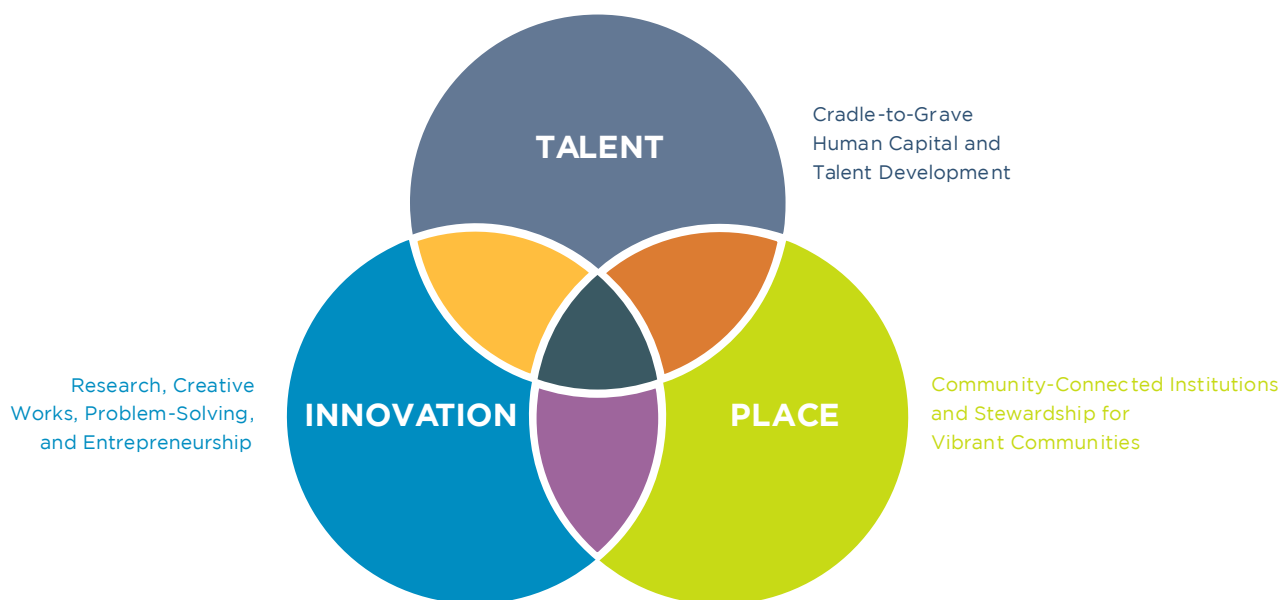 TALENT
Cradle-to-Grave
Human Capital and
Talent Development
Research, Creative
Works, Problem-Solving,
and Entrepreneurship
INNOVATION
PLACE
Community-Connected Institutions
and Stewardship for
Vibrant Communities